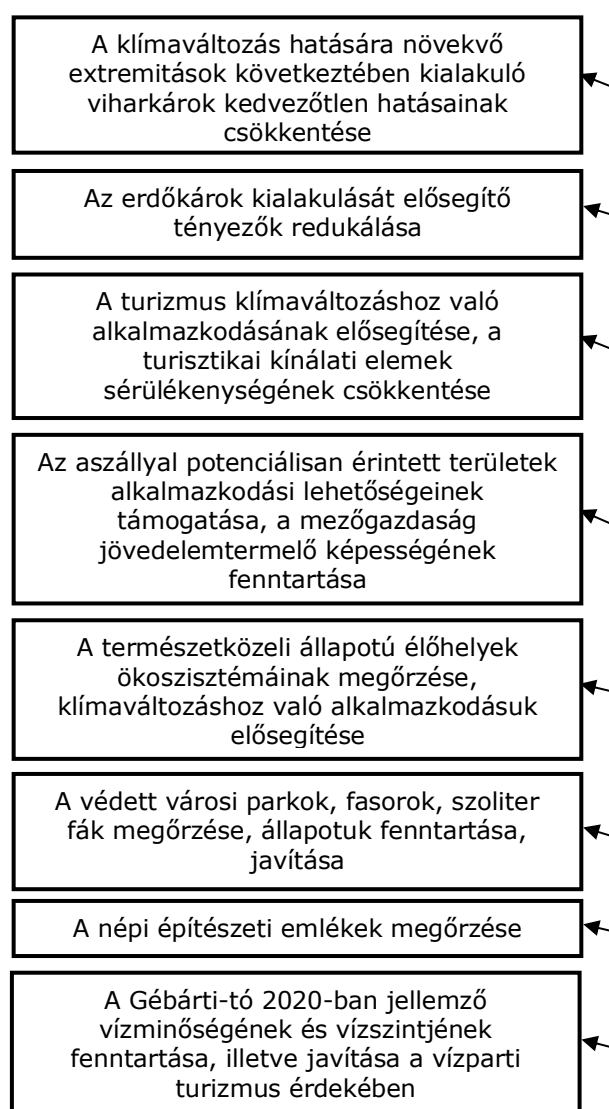 A klímaváltozás hatására növekvő
extremitások következtében kialakuló
viharkárok kedvezőtlen hatásainak
csökkentése
Az erdőkárok kialakulását elősegítő
tényezők redukálása
A turizmus klímaváltozáshoz való
alkalmazkodásának elősegítése, a
turisztikai kínálati elemek
sérülékenységének csökkentése
Az aszállyal potenciálisan érintett területek
alkalmazkodási lehetőségeinek
támogatása, a mezőgazdaság
jövedelemtermelő képességének
fenntartása
A természetközeli állapotú élőhelyek
ökoszisztémáinak megőrzése,
klímaváltozáshoz való alkalmazkodásuk
elősegítése
A védett városi parkok, fasorok, szoliter
fák megőrzése, állapotuk fenntartása,
javítása
A népi építészeti emlékek megőrzése
A Gébárti-tó 2020-ban jellemző
vízminőségének és vízszintjének
fenntartása, illetve javítása a vízparti
turizmus érdekében